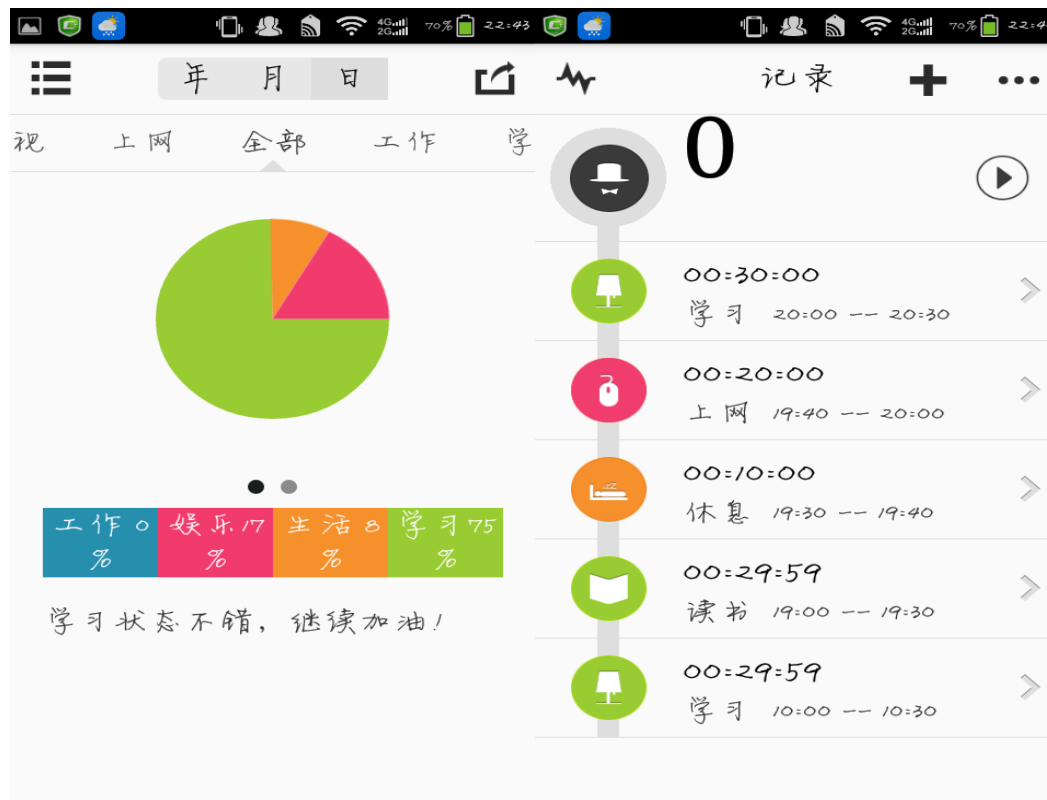 4G 2G 70% 22:43
年 月 日
视 上网 全部 工作 学
工作 0% 娱乐 17% 生活 8% 学习 75%
学习状态不错，继续加油！
4G 2G 70% 22:4
记录
0
00:30:00
学习 20:00 -- 20:30
00:20:00
上网 19:40 -- 20:00
00:10:00
休息 19:30 -- 19:40
00:29:59
读书 19:00 -- 19:30
00:29:59
学习 10:00 -- 10:30